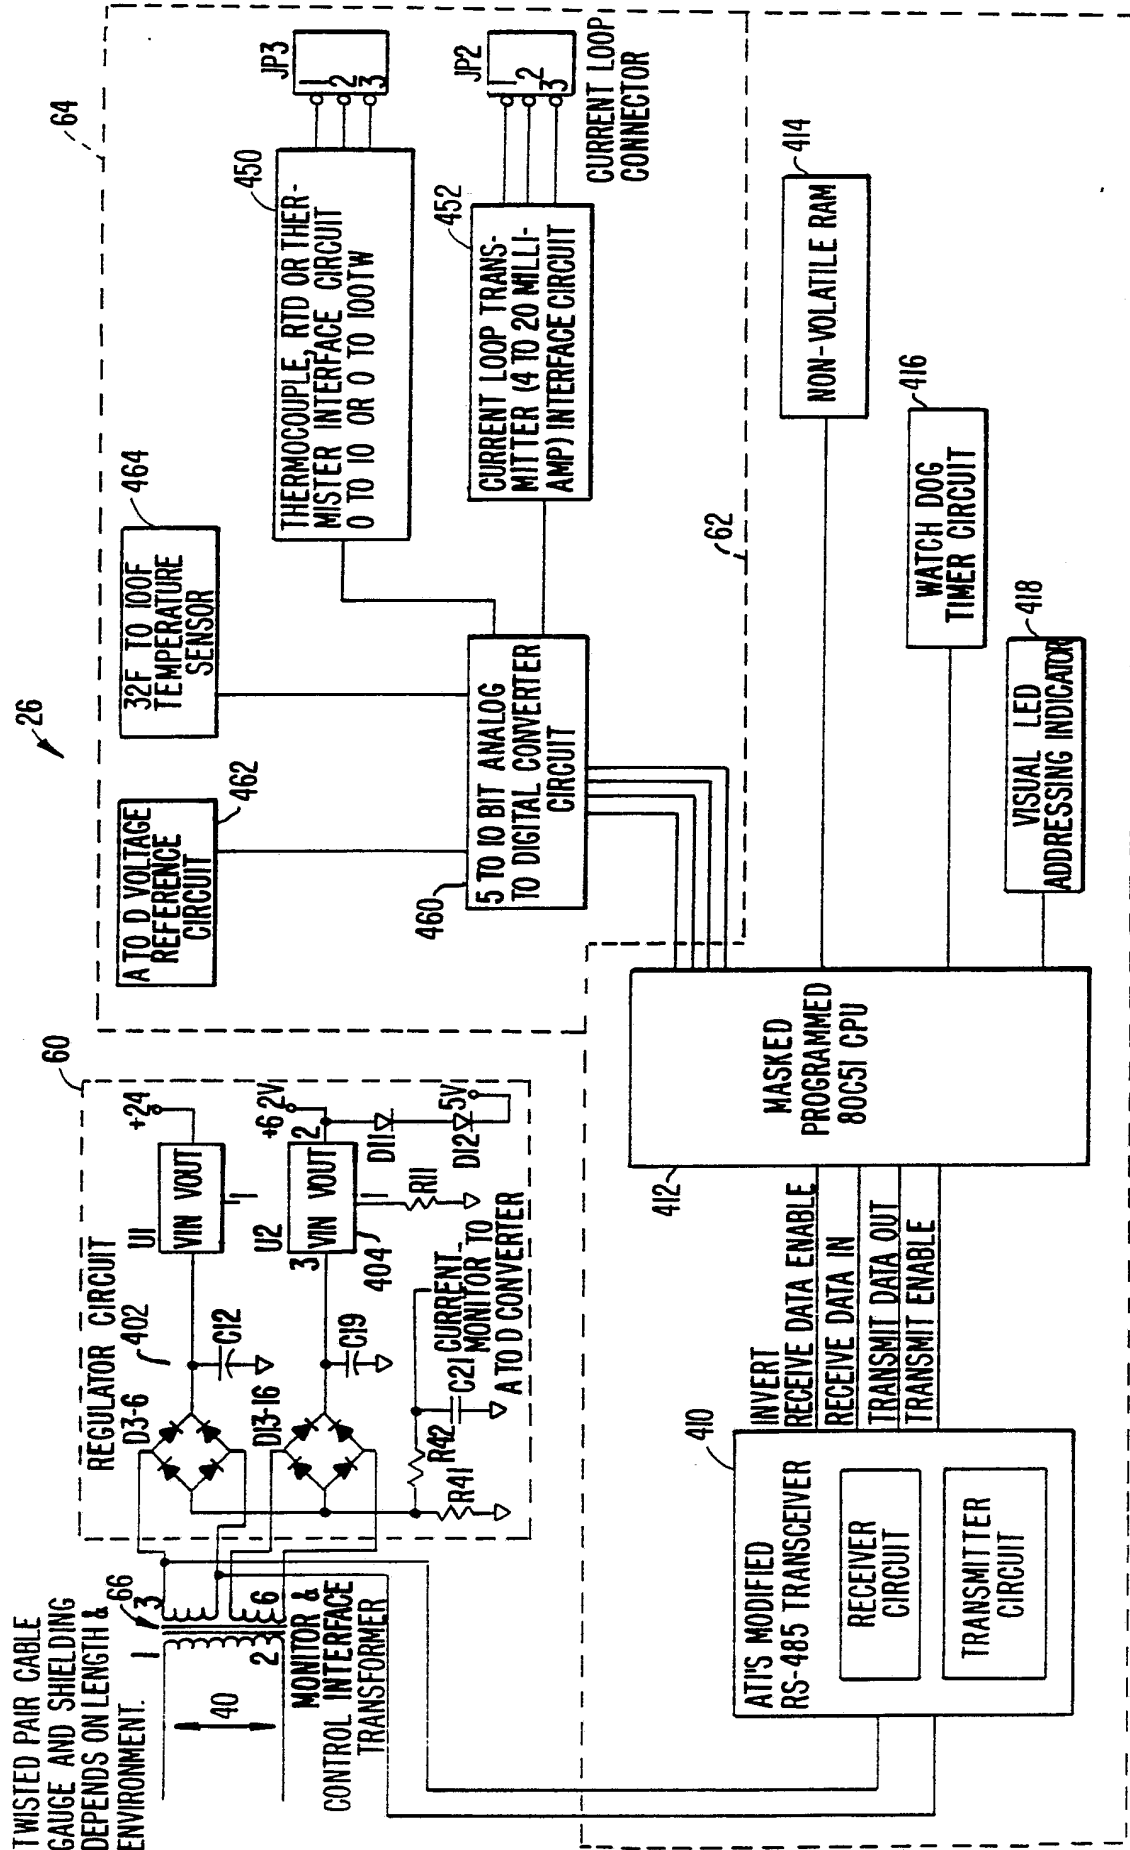 26
64
62
60
TWISTED PAIR CABLE
GAUGE AND SHIELDING
DEPENDS ON LENGTH &
ENVIRONMENT.
40
66
1
2
3
6
MONITOR &
CONTROL INTERFACE
TRANSFORMER
REGULATOR CIRCUIT
402
D3-6
C12
U1
VIN VOUT
1
+24
D13-16
C19
U2
3
VIN VOUT
2
1
404
+6 2V
D11
D12
5V
R11
R42
R41
C21
CURRENT
MONITOR TO
A TO D CONVERTER
A TO D VOLTAGE
REFERENCE
CIRCUIT
462
32F TO 100F
TEMPERATURE
SENSOR
464
THERMOCOUPLE, RTD OR THER-
MISTER INTERFACE CIRCUIT
0 TO 10 OR 0 TO 100TW
450
JP3
1
2
3
CURRENT LOOP TRANS-
MITTER (4 TO 20 MILLI-
AMP) INTERFACE CIRCUIT
452
JP2
1
2
3
CURRENT LOOP
CONNECTOR
5 TO 10 BIT ANALOG
TO DIGITAL CONVERTER
CIRCUIT
460
MASKED
PROGRAMMED
80C51 CPU
412
NON-VOLATILE RAM
414
WATCH DOG
TIMER CIRCUIT
416
VISUAL LED
ADDRESSING INDICATOR
418
INVERT
RECEIVE DATA ENABLE
RECEIVE DATA IN
TRANSMIT DATA OUT
TRANSMIT ENABLE
410
ATI'S MODIFIED
RS-485 TRANSCEIVER
RECEIVER
CIRCUIT
TRANSMITTER
CIRCUIT